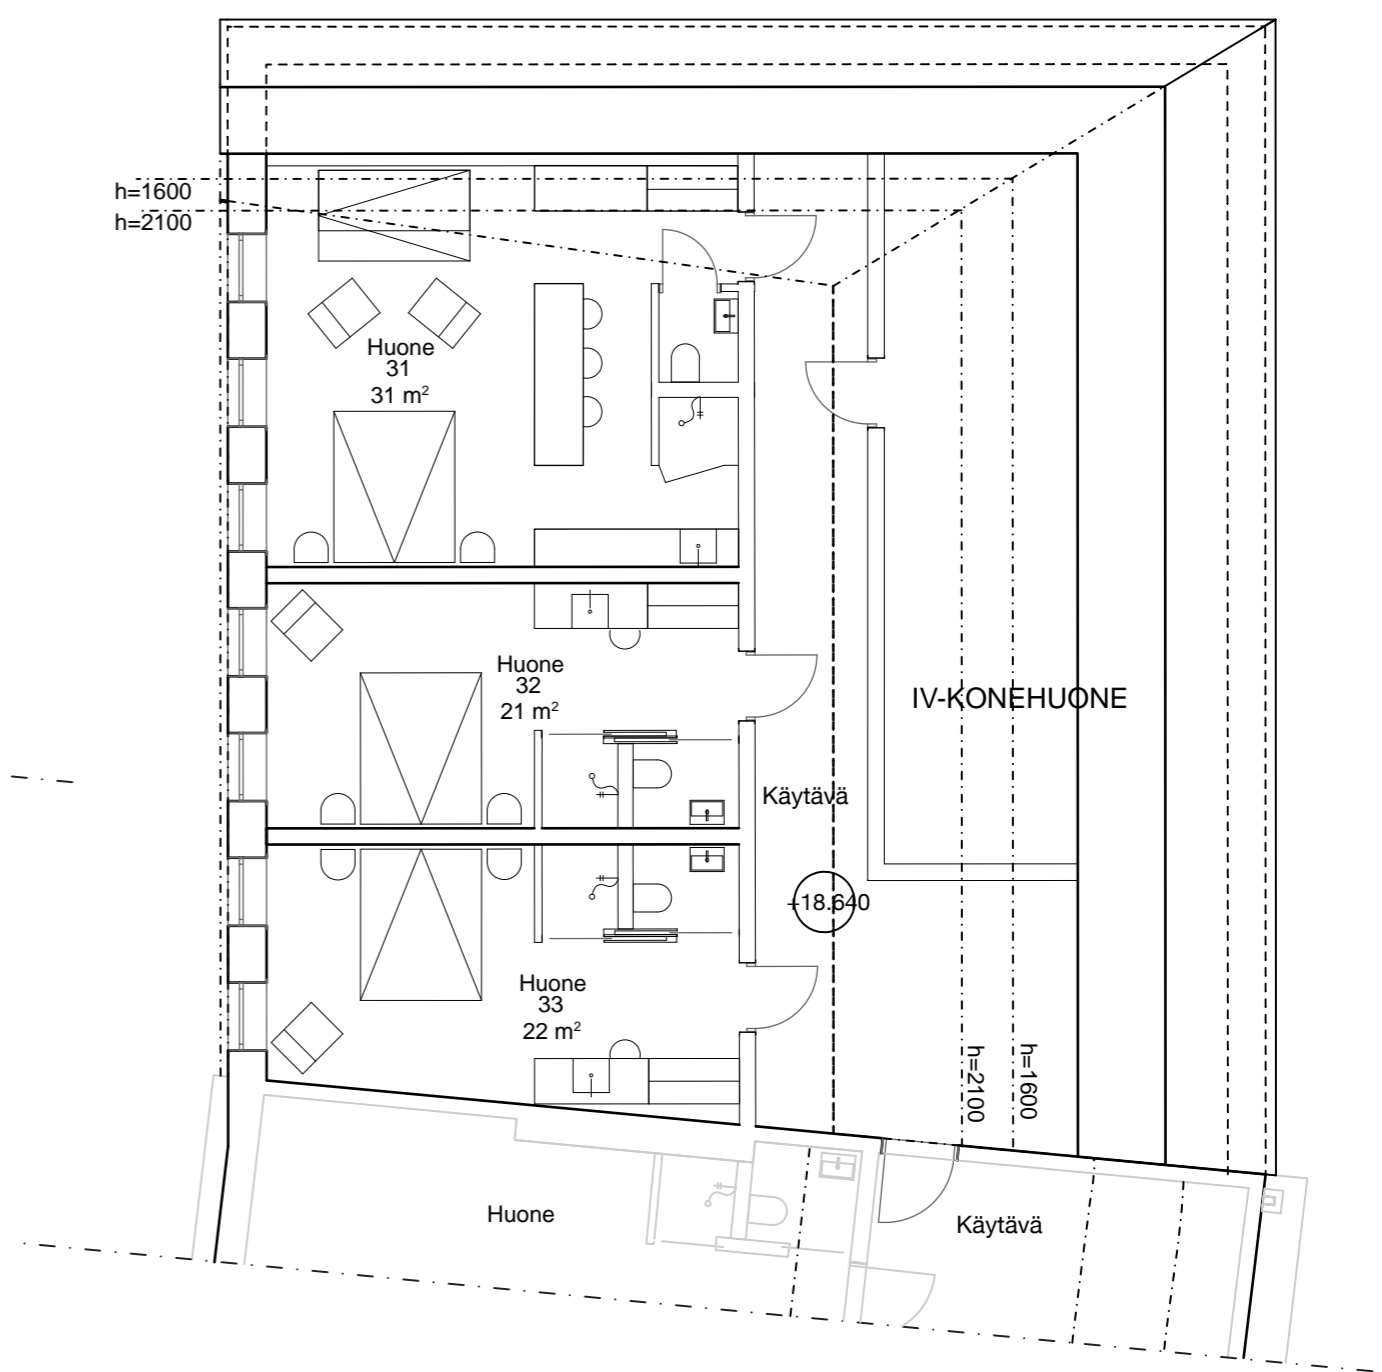 h=1600
h=2100
Huone
31
31 m²
Huone
32
21 m²
IV-KONEHUONE
Käytävä
+18.640
Huone
33
22 m²
h=2100
h=1600
Huone
Käytävä